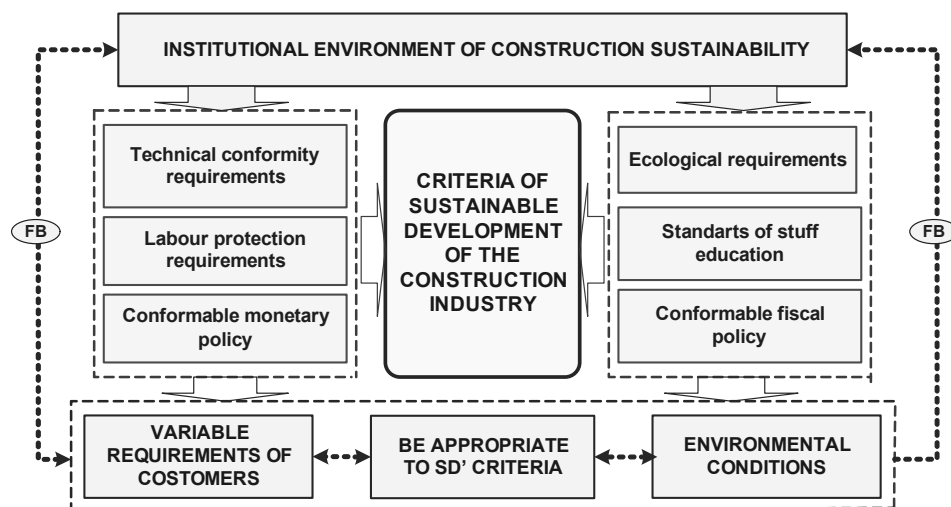 INSTITUTIONAL ENVIRONMENT OF CONSTRUCTION SUSTAINABILITY
Technical conformity
requirements
Labour protection
requirements
Conformable monetary
policy
CRITERIA OF
SUSTAINABLE
DEVELOPMENT
OF THE
CONSTRUCTION
INDUSTRY
Ecological requirements
Standarts of stuff
education
Conformable fiscal
policy
FB
FB
VARIABLE
REQUIREMENTS OF
COSTOMERS
BE APPROPRIATE
TO SD' CRITERIA
ENVIRONMENTAL
CONDITIONS